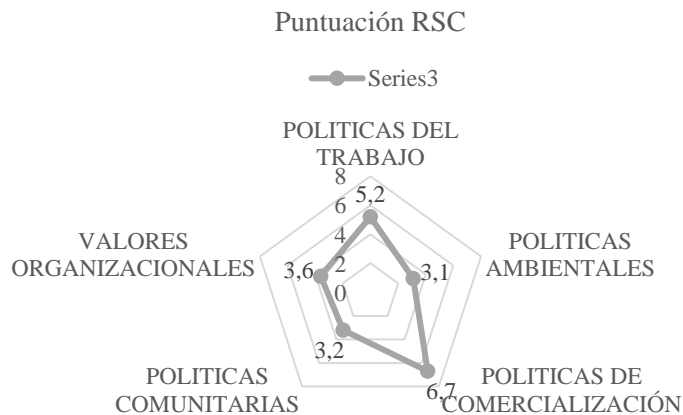 Puntuación RSC
Series3
POLITICAS DEL
TRABAJO
8
5,2
6
4
2
0
VALORES
ORGANIZACIONALES
3,6
3,1
POLITICAS
AMBIENTALES
3,2
6,7
POLITICAS
COMUNITARIAS
POLITICAS DE
COMERCIALIZACIÓN